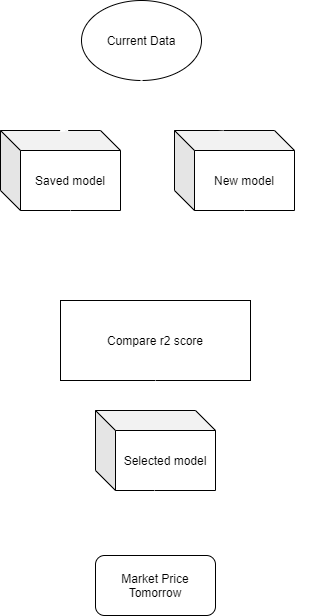 Current Data
Saved model
New model
Compare r2 score
Selected model
Market Price
Tomorrow